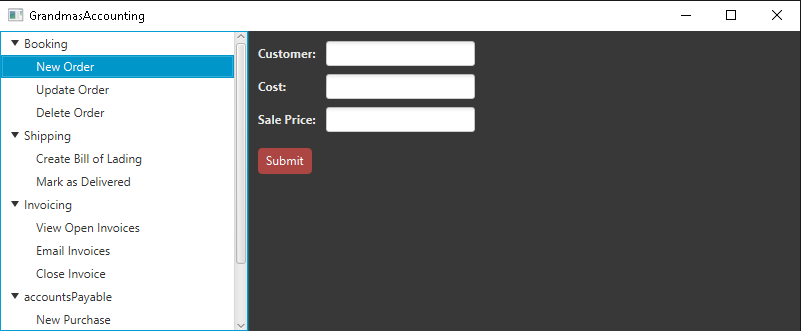 GrandmasAccounting
Booking
New Order
Update Order
Delete Order
Shipping
Create Bill of Lading
Mark as Delivered
Invoicing
View Open Invoices
Email Invoices
Close Invoice
accountsPayable
New Purchase
Customer:
Cost:
Sale Price:
Submit